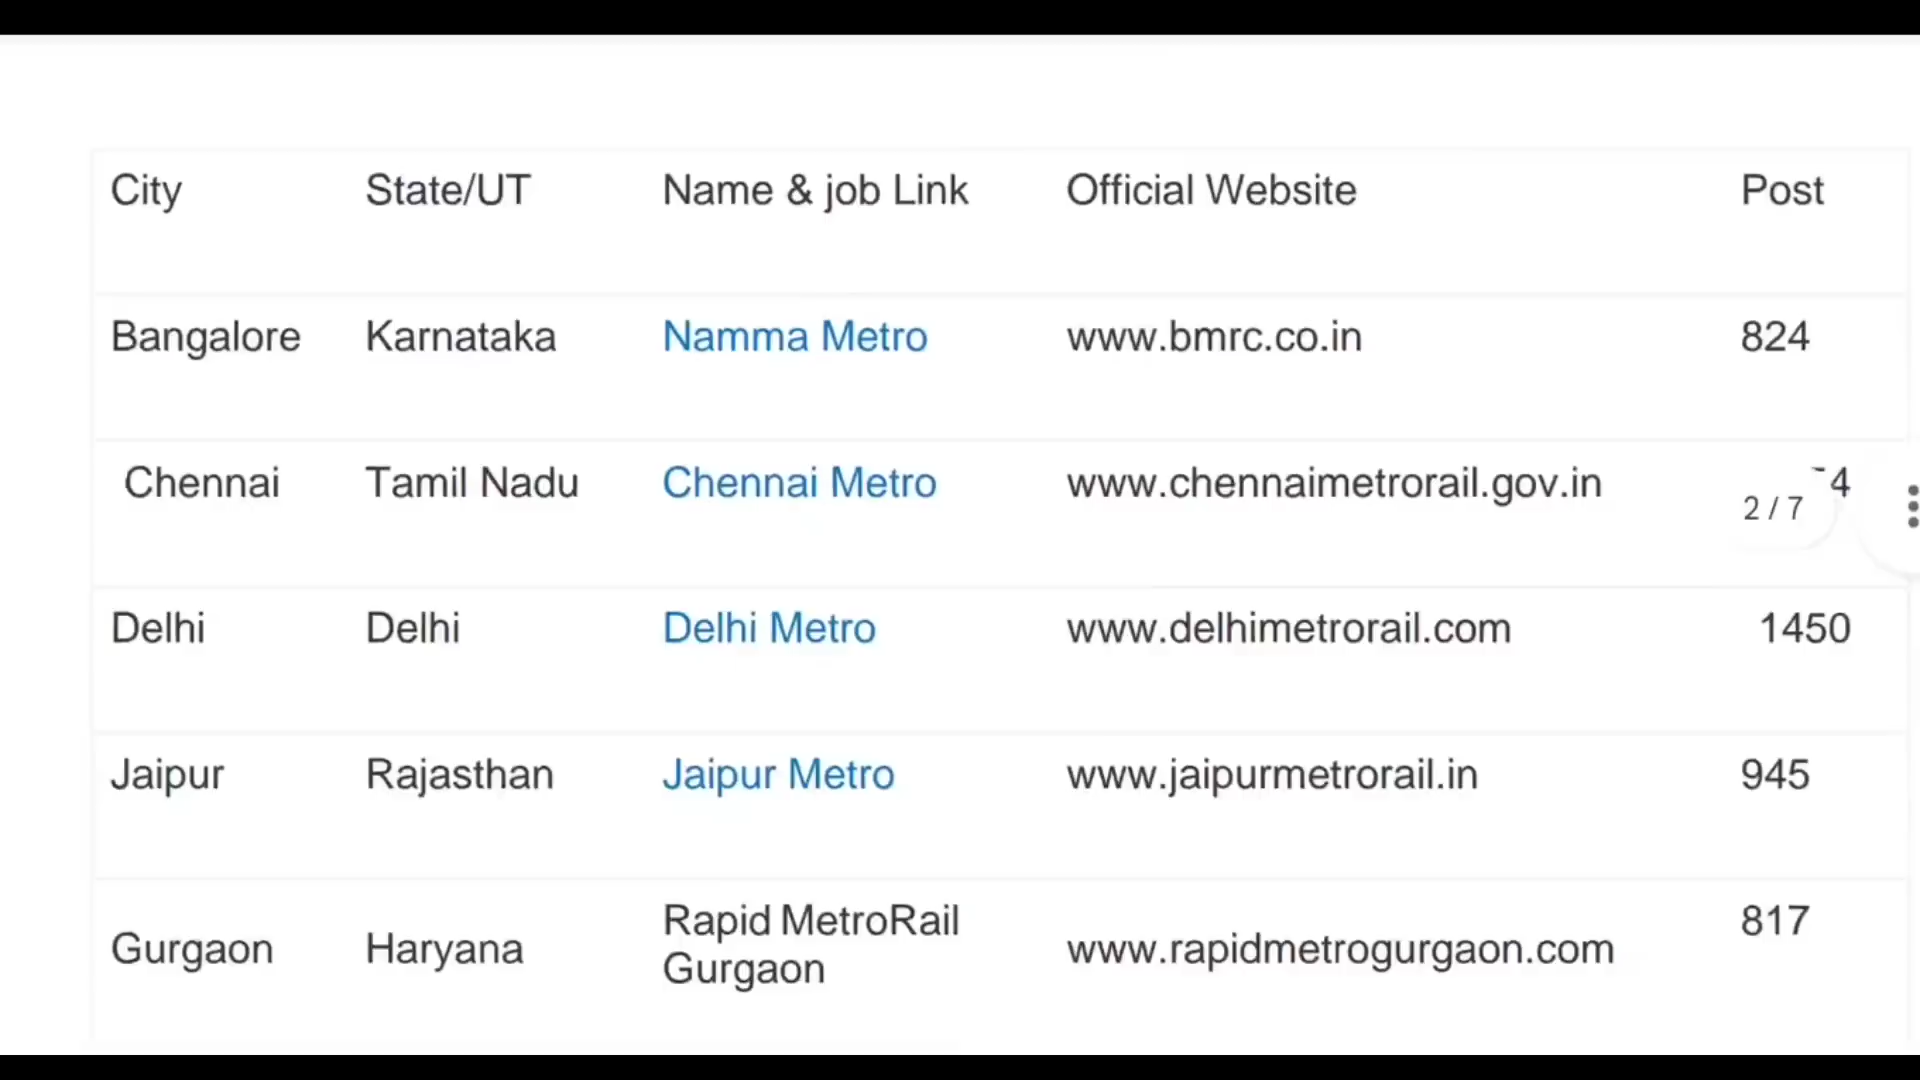 City State/UT Name & job Link Official Website Post
Bangalore Karnataka Namma Metro www.bmrc.co.in 824
Chennai Tamil Nadu Chennai Metro www.chennaimetrorail.gov.in
2 / 7
Delhi Delhi Delhi Metro www.delhimetrorail.com 1450
Jaipur Rajasthan Jaipur Metro www.jaipurmetrorail.in 945
Gurgaon Haryana Rapid MetroRail Gurgaon www.rapidmetrogurgaon.com 817